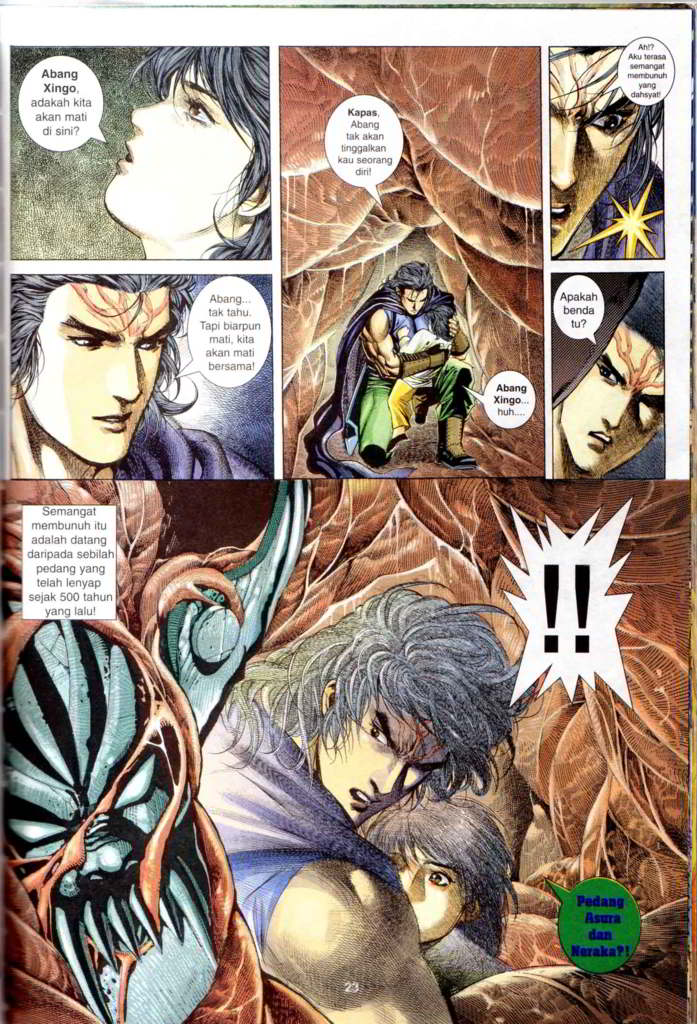 Abang
Xingo,
adakah kita
akan mati
di sini?
Kapas,
Abang
tak akan
tinggalkan
kau seorang
diri!
Ah!?
Aku terasa
semangat
membunuh
yang
dahsyat!
Abang...
tak tahu.
Tapi biarpun
mati, kita
akan mati
bersama!
Abang
Xingo...
huh....
Apakah
benda
tu?
Semangat
membunuh itu
adalah datang
daripada sebilah
pedang yang
telah lenyap
sejak 500 tahun
yang lalu!
!!
Pedang
Asura
dan
Neraka?!
23